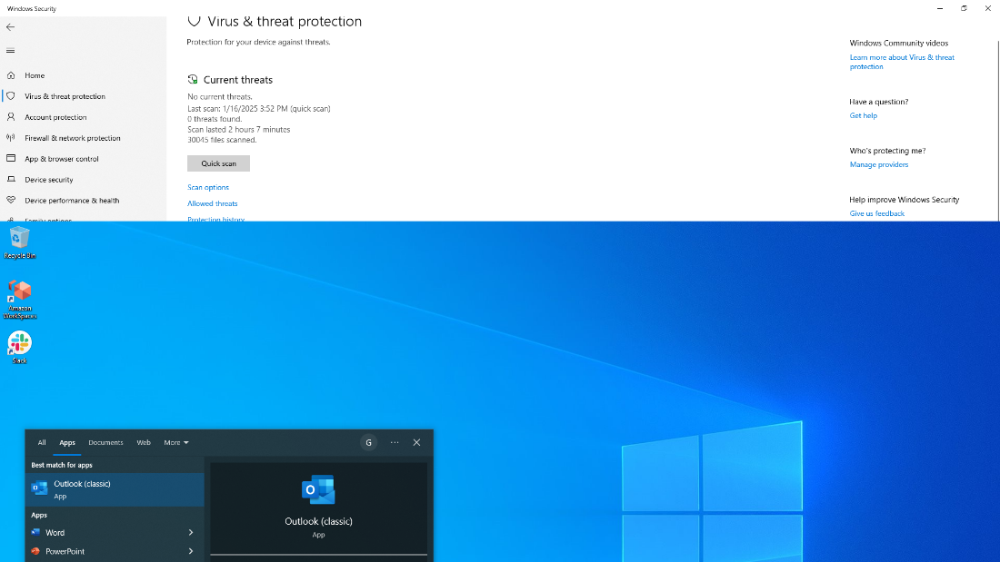 Windows Security
Virus & threat protection
Protection for your device against threats.
Home
Virus & threat protection
Account protection
Firewall & network protection
App & browser control
Device security
Device performance & health
Family options
Current threats
No current threats.
Last scan: 1/16/2025 3:52 PM (quick scan)
0 threats found.
Scan lasted 2 hours 7 minutes
30045 files scanned.
Quick scan
Scan options
Allowed threats
Protection history
Windows Community videos
Learn more about Virus & threat
protection
Have a question?
Get help
Who's protecting me?
Manage providers
Help improve Windows Security
Give us feedback
Recycle Bin
Amazon
WorkSpaces
Slack
All Apps Documents Web More G
Best match for apps
Outlook (classic)
App
Apps
Word
PowerPoint
Outlook (classic)
App